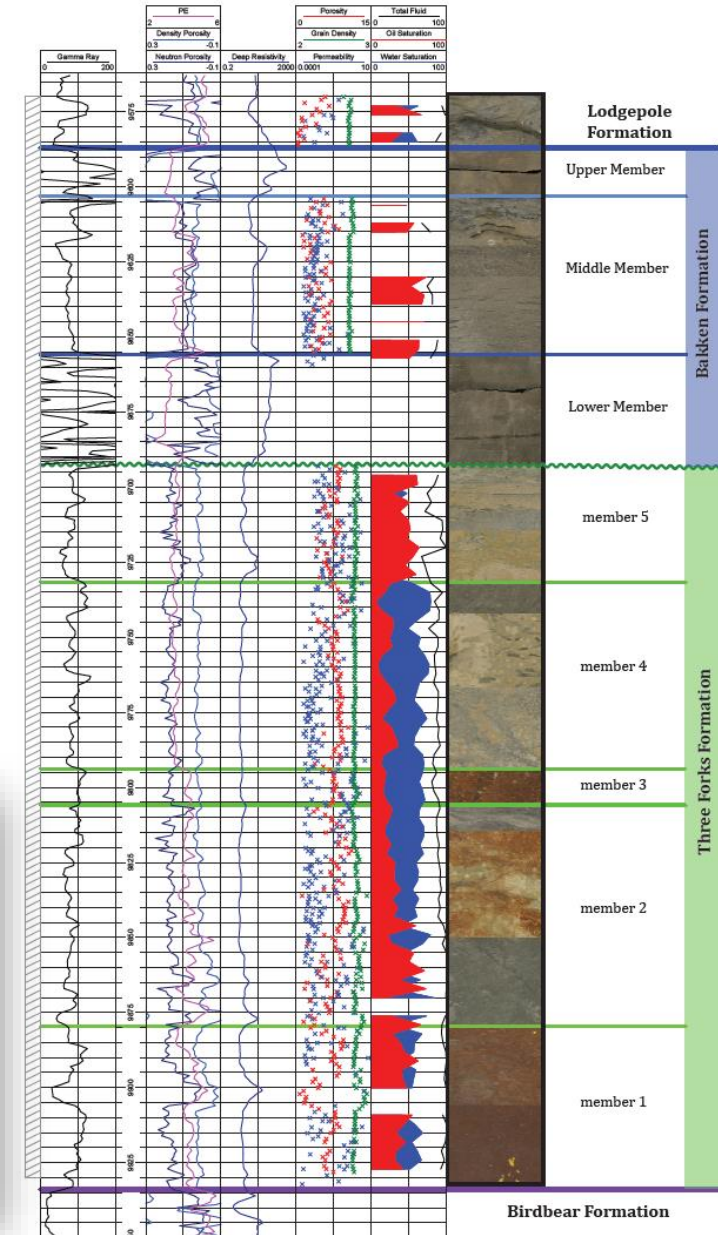 PE
2 6
Density Porosity
0.3 -0.1
Neutron Porosity
0.3 -0.1
Gamma Ray
0 200
Deep Resistivity
0.2 2000
Porosity
0 15
Grain Density
2 3
Permeability
0.0001 10
Total Fluid
0 100
Oil Saturation
0 100
Water Saturation
0 100
9575
9600
9625
9650
9675
9700
9725
9750
9775
9800
9825
9850
9875
9900
9925
Lodgepole
Formation
Upper Member
Middle Member
Lower Member
Bakken Formation
member 5
member 4
member 3
member 2
member 1
Three Forks Formation
Birdbear Formation